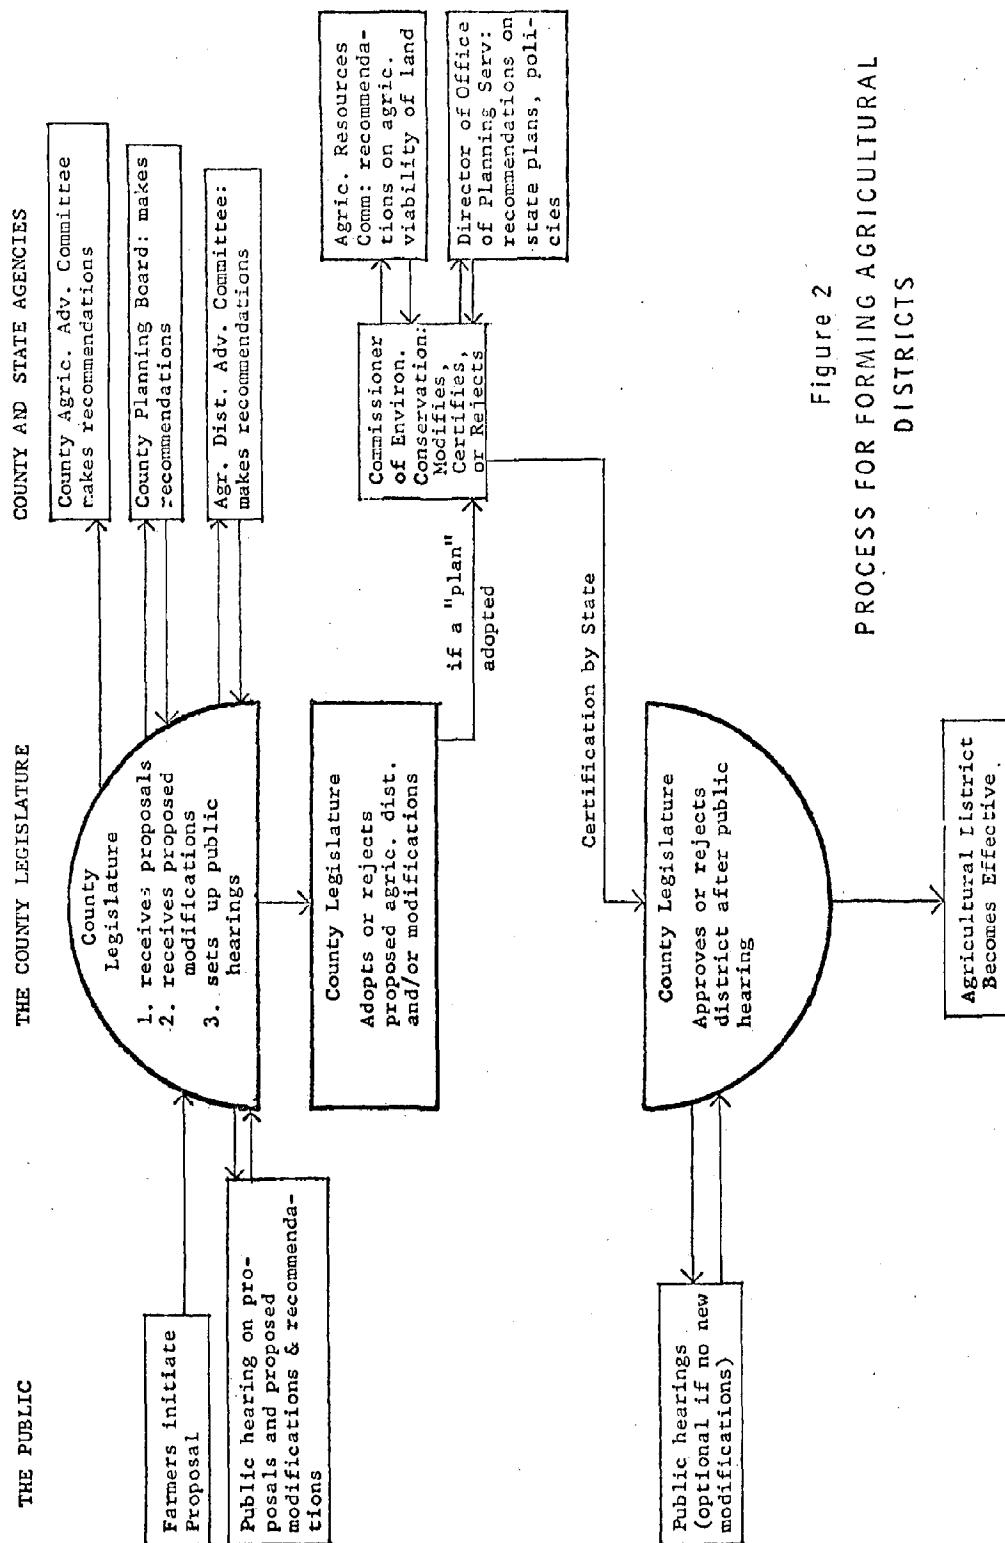 THE PUBLIC
THE COUNTY LEGISLATURE
COUNTY AND STATE AGENCIES
Farmers initiate
Proposal
Public hearing on pro-
posals and proposed
modifications & recommenda-
tions
County
Legislature
1. receives proposals
2. receives proposed
modifications
3. sets up public
hearings
County Agric. Adv. Committee
makes recommendations
County Planning Board: makes
recommendations
Agr. Dist. Adv. Committee:
makes recommendations
County Legislature
Adopts or rejects
proposed agric. dist.
and/or modifications
if a "plan"
adopted
Commissioner
of Environ.
Conservation:
Modifies,
Certifies,
or Rejects
Agric. Resources
Comm: recommenda-
tions on agric.
viability of land
Director of Office
of Planning Serv:
recommendations on
state plans, poli-
cies
Certification by State
Public hearings
(optional if no new
modifications)
County Legislature
Approves or rejects
district after public
hearing
Agricultural District
Becomes Effective
Figure 2
PROCESS FOR FORMING AGRICULTURAL
DISTRICTS